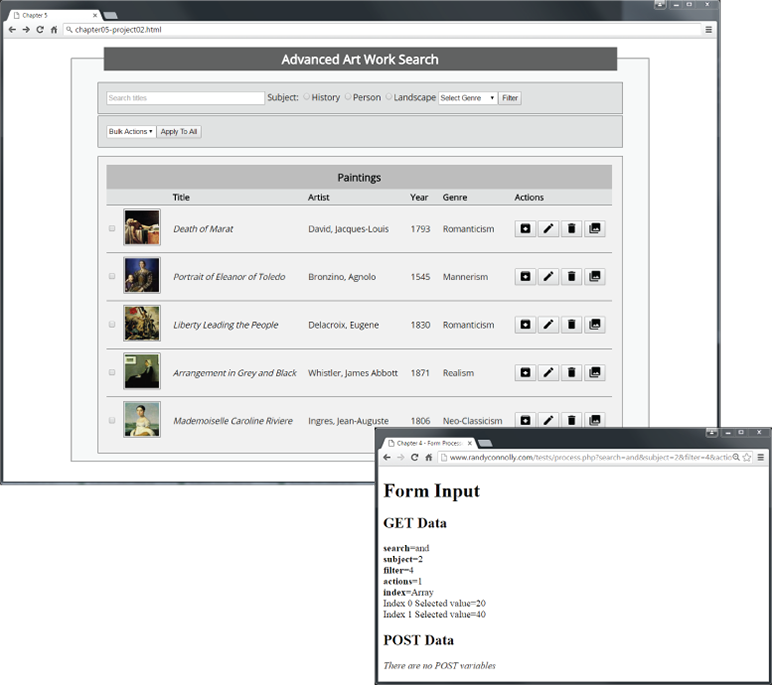 Chapter 5
chapter05-project02.html
Advanced Art Work Search
Search titles Subject: History Person Landscape Select Genre Filter
Bulk Actions Apply To All
Paintings
Title Artist Year Genre Actions
Death of Marat David, Jacques-Louis 1793 Romanticism
Portrait of Eleanor of Toledo Bronzino, Agnolo 1545 Mannerism
Liberty Leading the People Delacroix, Eugene 1830 Romanticism
Arrangement in Grey and Black Whistler, James Abbott 1871 Realism
Mademoiselle Caroline Riviere Ingres, Jean-Auguste 1806 Neo-Classicism
Chapter 4 - Form Process
www.randyconnolly.com/tests/process.php?search=and&subject=2&filter=4&actio
Form Input
GET Data
search=and
subject=2
filter=4
actions=1
index=Array
Index 0 Selected value=20
Index 1 Selected value=40
POST Data
There are no POST variables